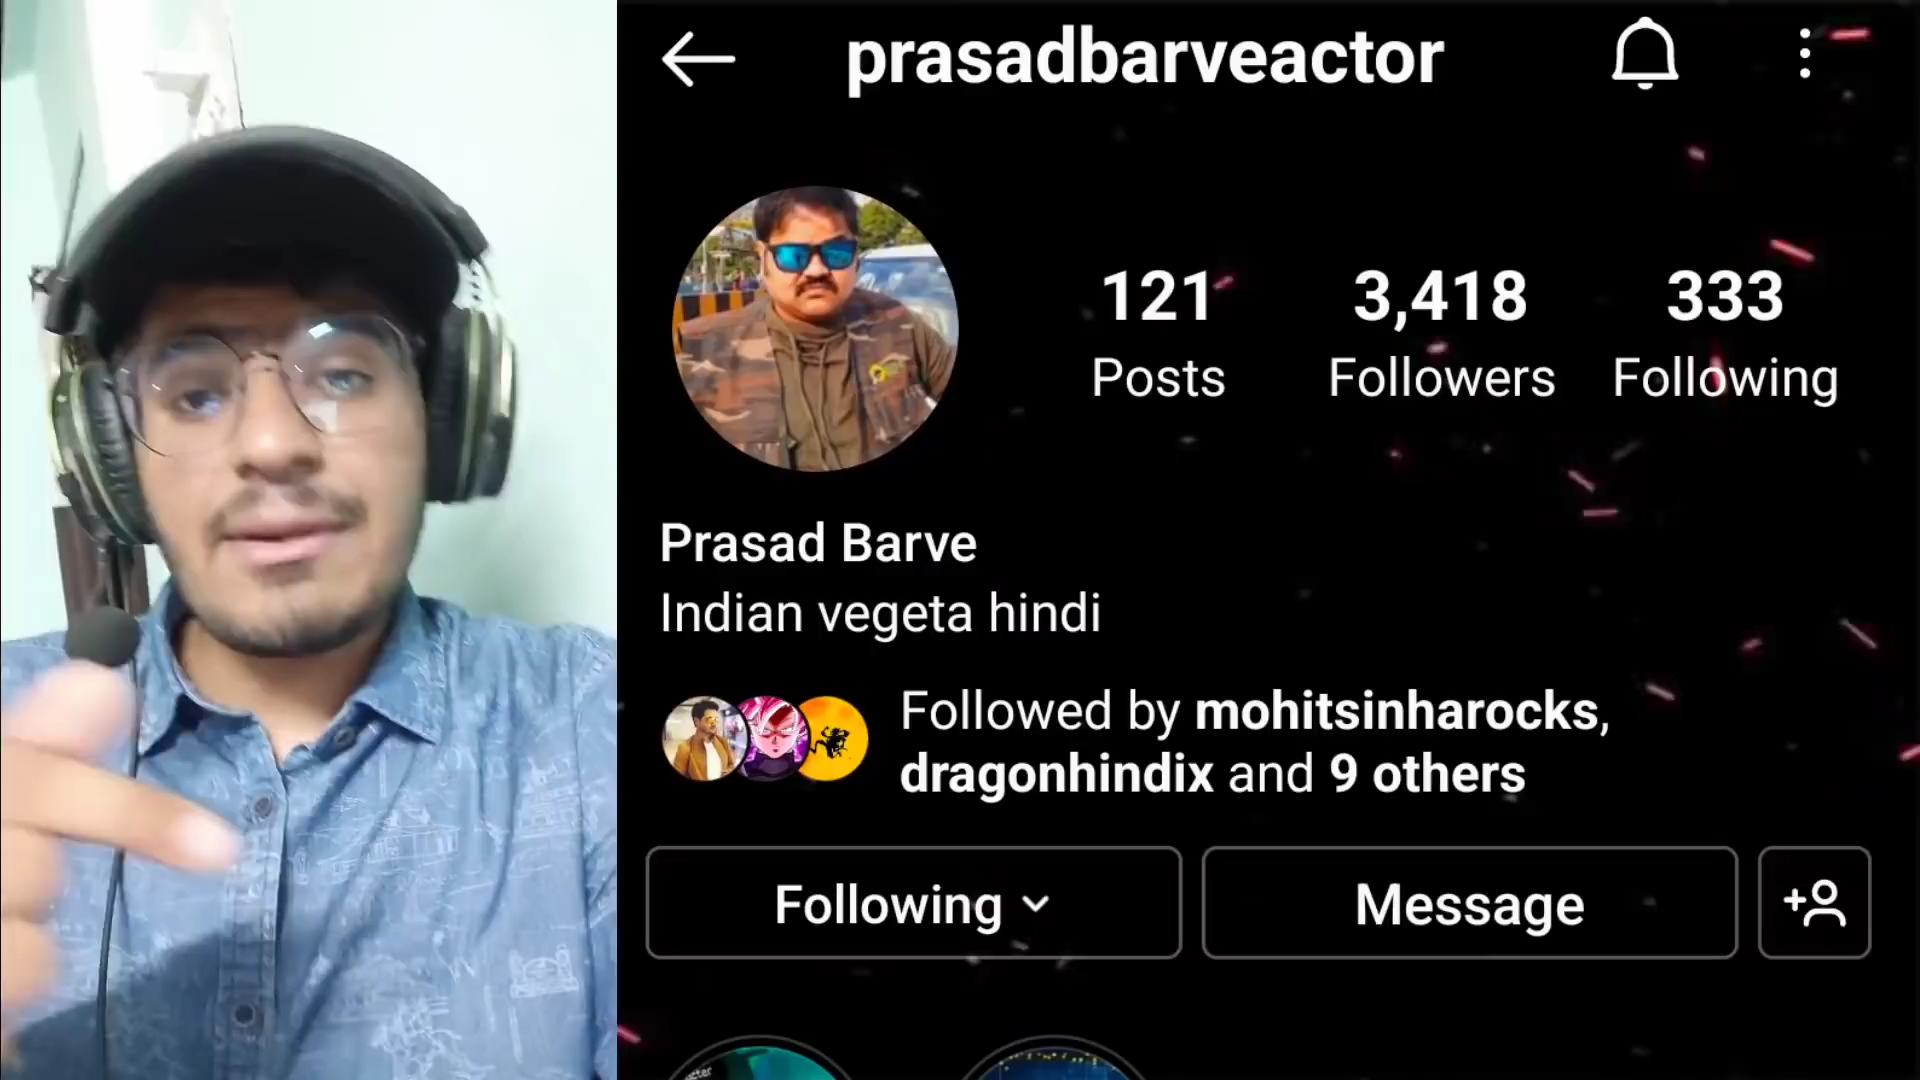 prasadbarveactor
121 3,418 333
Posts Followers Following
Prasad Barve
Indian vegeta hindi
Followed by mohitsinharocks,
dragonhindix and 9 others
Following Message